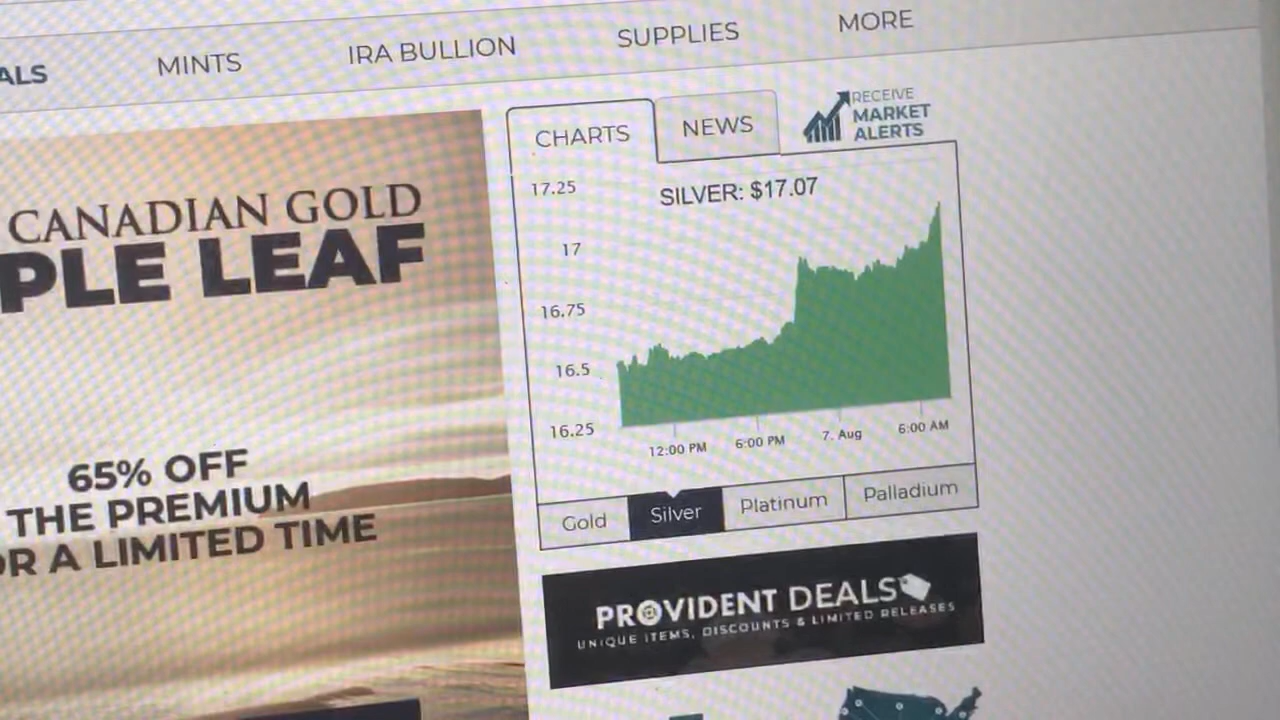 ALS MINTS IRA BULLION SUPPLIES MORE
CANADIAN GOLD
PLE LEAF
65% OFF
THE PREMIUM
OR A LIMITED TIME
CHARTS
NEWS
RECEIVE
MARKET
ALERTS
SILVER: $17.07
17.25
17
16.75
16.5
16.25
12:00 PM 6:00 PM 7. Aug 6:00 AM
Gold Silver Platinum Palladium
PROVIDENT DEALS
UNIQUE ITEMS, DISCOUNTS & LIMITED RELEASES